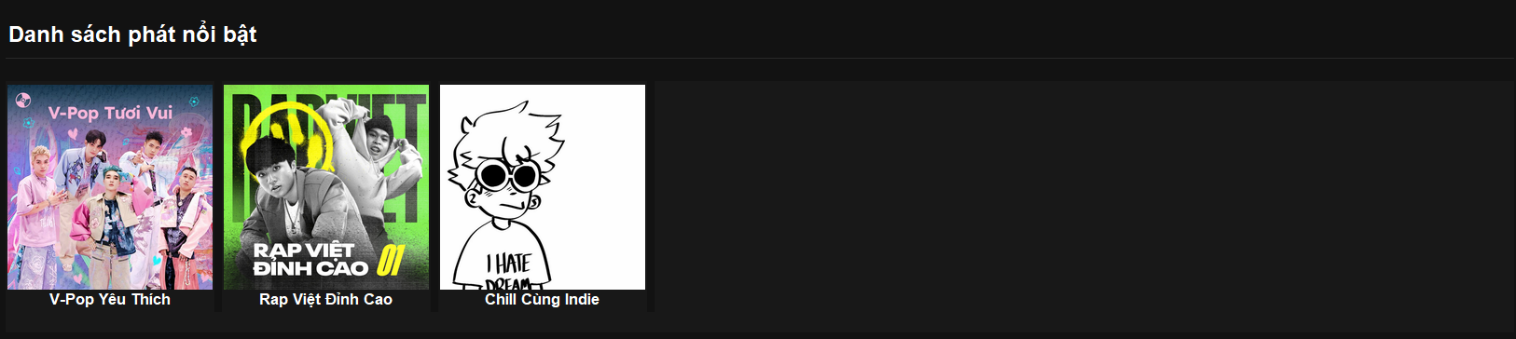 Danh sách phát nổi bật
V-Pop Tươi Vui
RAP VIỆT
RAP VIỆT
ĐỈNH CAO 01
I HATE
DREAM
V-Pop Yêu Thích
Rap Việt Đỉnh Cao
Chill Cùng Indie